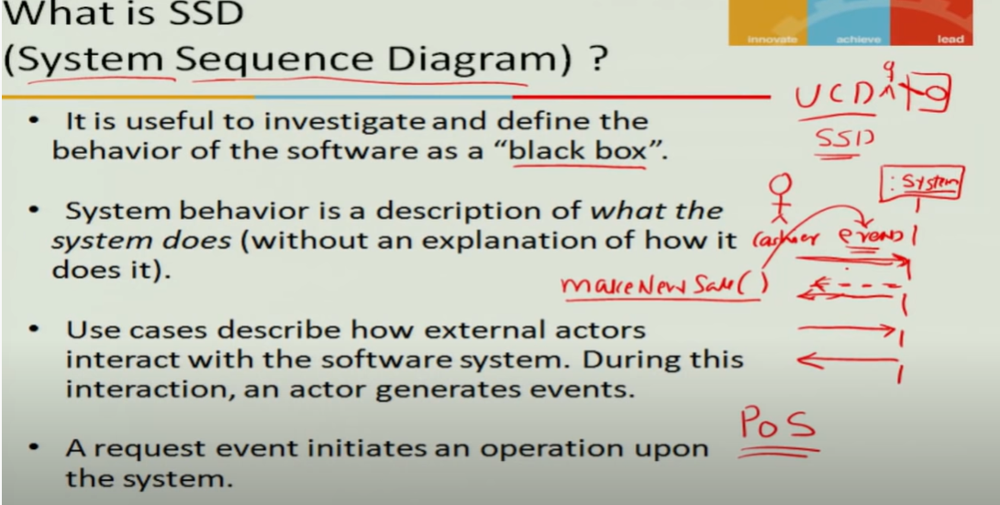 What is SSD
(System Sequence Diagram) ?
innovate achieve lead
UCD
SSD
• It is useful to investigate and define the
behavior of the software as a “black box”.
: System
• System behavior is a description of what the
system does (without an explanation of how it
does it).
Cashier event
makeNewSale()
• Use cases describe how external actors
interact with the software system. During this
interaction, an actor generates events.
PoS
• A request event initiates an operation upon
the system.